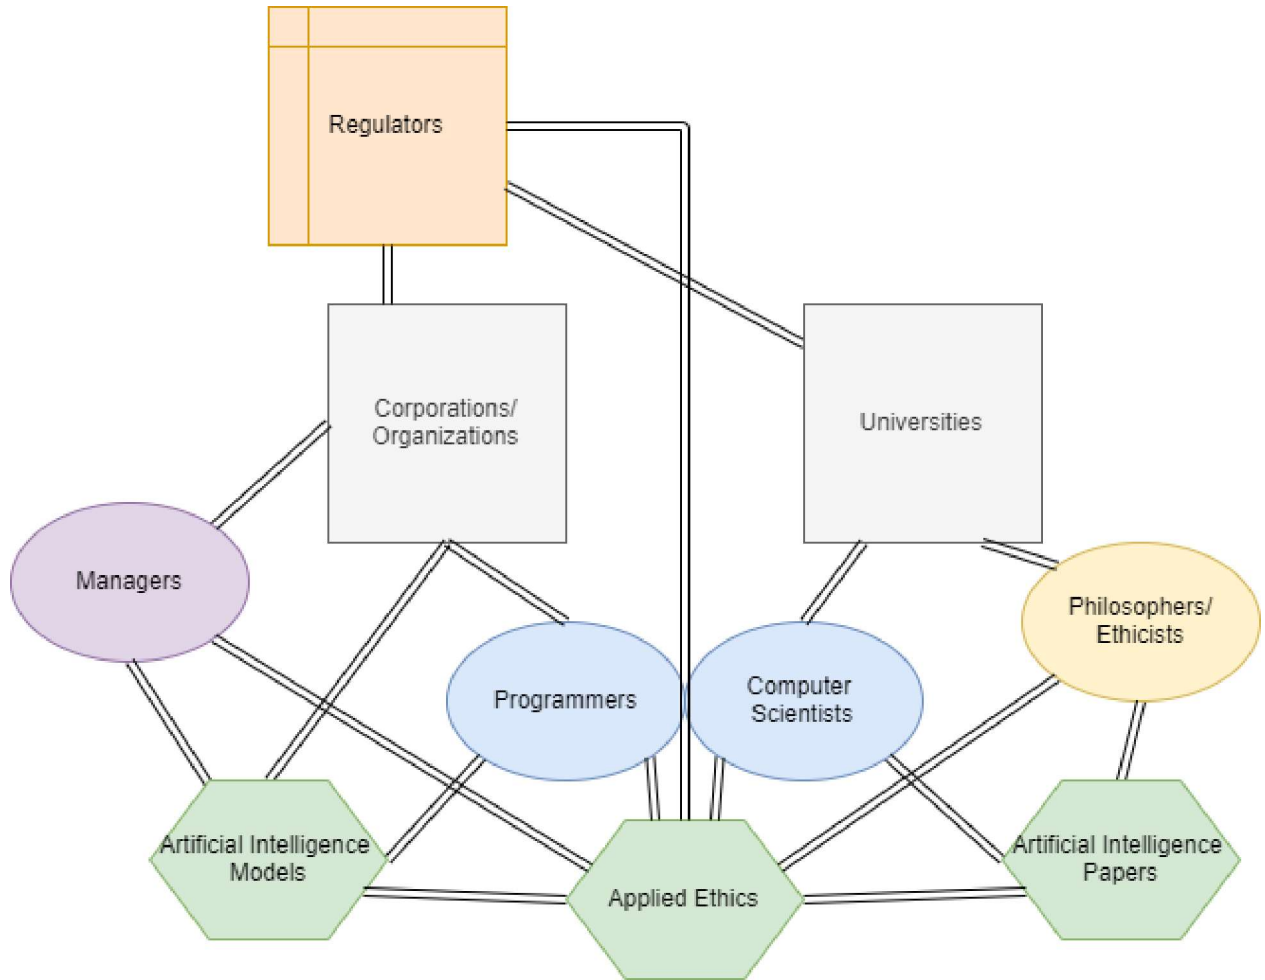 Regulators
Corporations/
Organizations
Universities
Managers
Philosophers/
Ethicists
Programmers
Computer
Scientists
Artificial Intelligence
Models
Applied Ethics
Artificial Intelligence
Papers